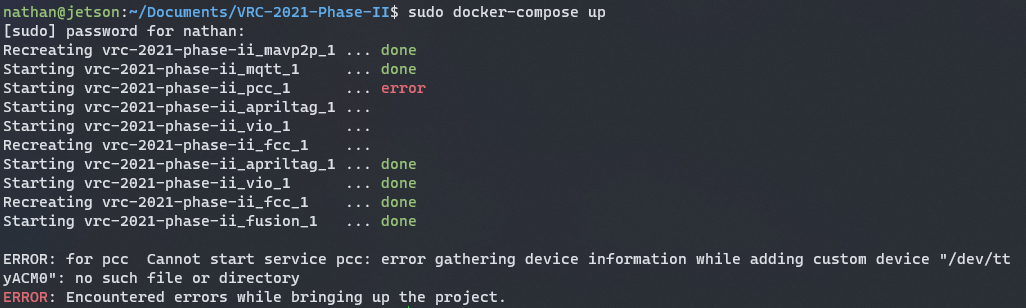 nathan@jetson:~/Documents/VRC-2021-Phase-II$ sudo docker-compose up
[sudo] password for nathan:
Recreating vrc-2021-phase-ii_mavp2p_1 ... done
Starting vrc-2021-phase-ii_mqtt_1     ... done
Starting vrc-2021-phase-ii_pcc_1      ... error
Starting vrc-2021-phase-ii_apriltag_1 ...
Starting vrc-2021-phase-ii_vio_1      ...
Recreating vrc-2021-phase-ii_fcc_1    ...
Starting vrc-2021-phase-ii_apriltag_1 ... done
Starting vrc-2021-phase-ii_vio_1      ... done
Recreating vrc-2021-phase-ii_fcc_1    ... done
Starting vrc-2021-phase-ii_fusion_1   ... done

ERROR: for pcc  Cannot start service pcc: error gathering device information while adding custom device "/dev/tt
yACM0": no such file or directory
ERROR: Encountered errors while bringing up the project.